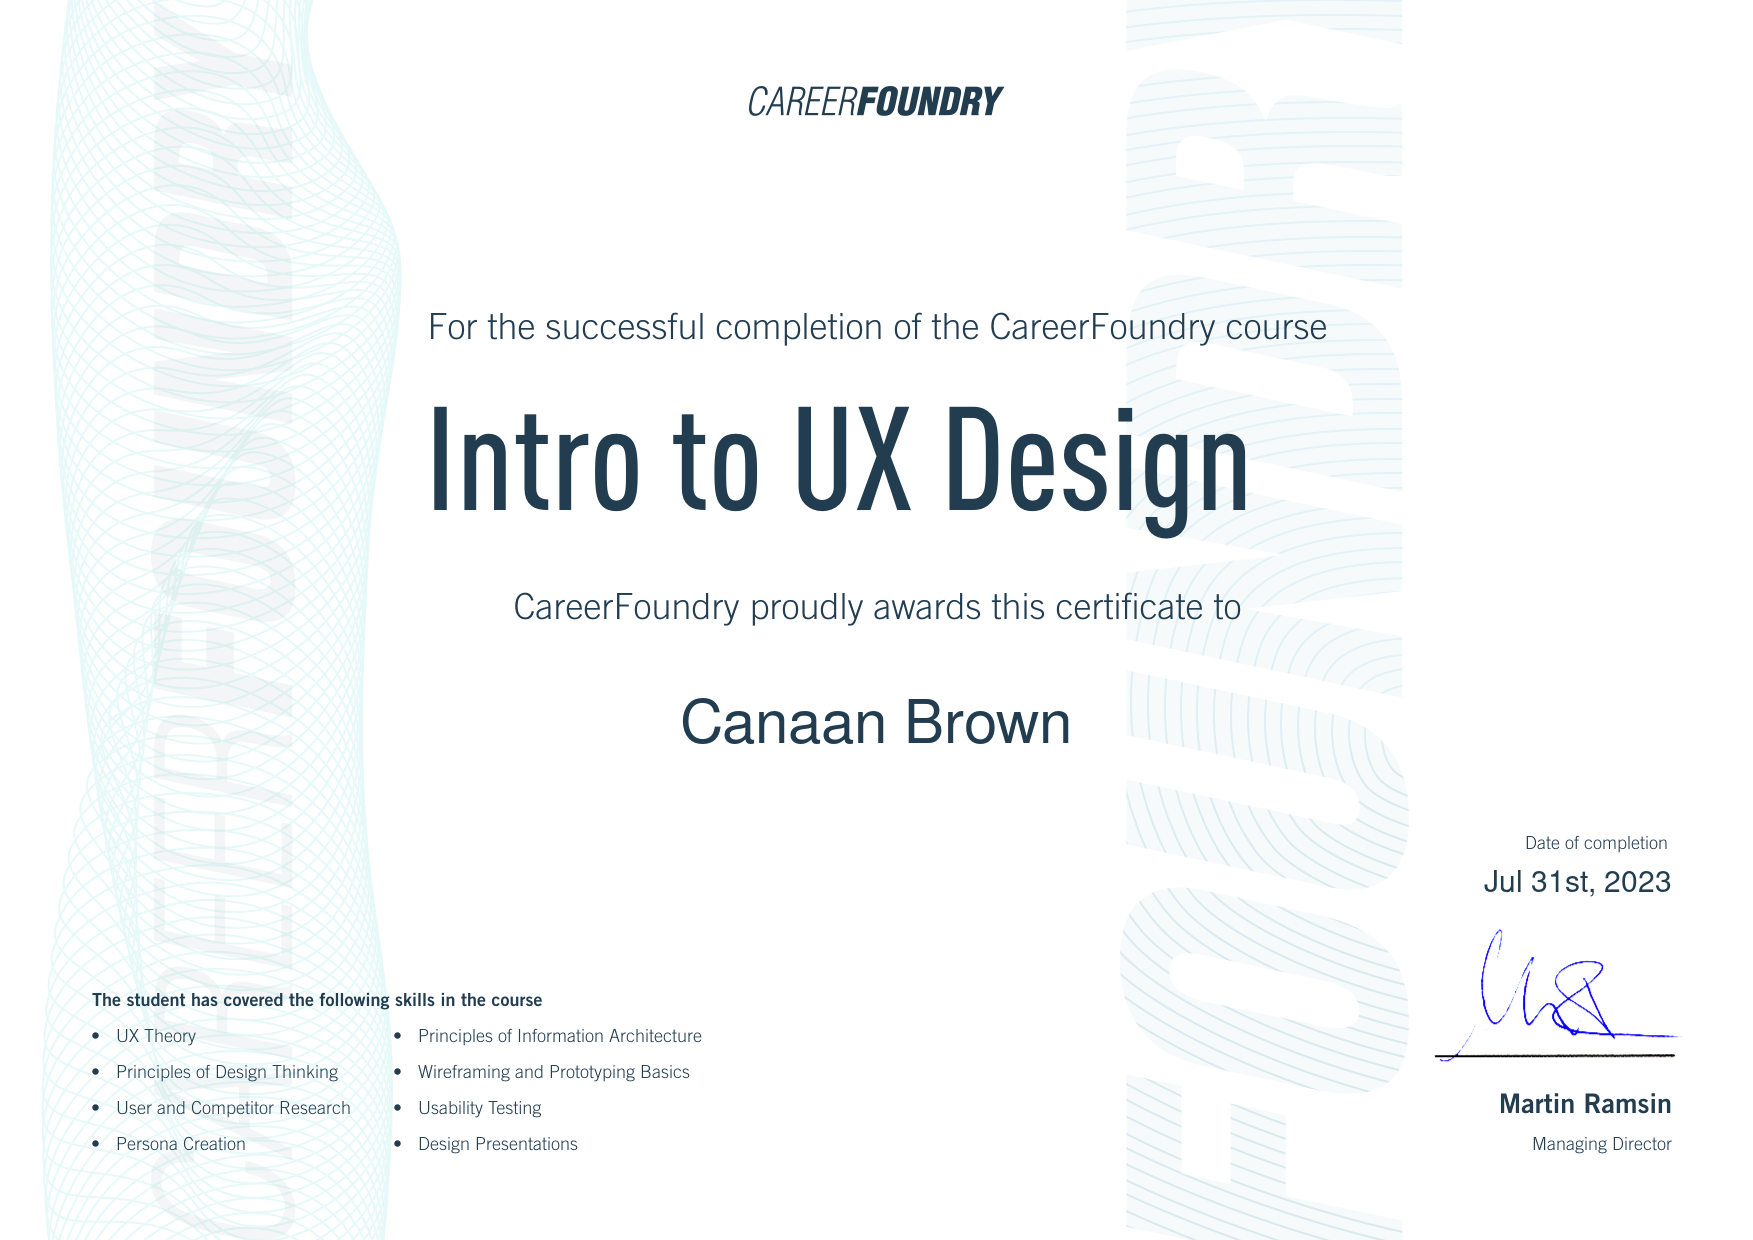 CAREERFOUNDRY
For the successful completion of the CareerFoundry course
Intro to UX Design
CareerFoundry proudly awards this certificate to
Canaan Brown
Date of completion
Jul 31st, 2023
The student has covered the following skills in the course
• UX Theory
• Principles of Design Thinking
• User and Competitor Research
• Persona Creation
• Principles of Information Architecture
• Wireframing and Prototyping Basics
• Usability Testing
• Design Presentations
Martin Ramsin
Managing Director
CAREERFOUNDRY
FOUNDRY